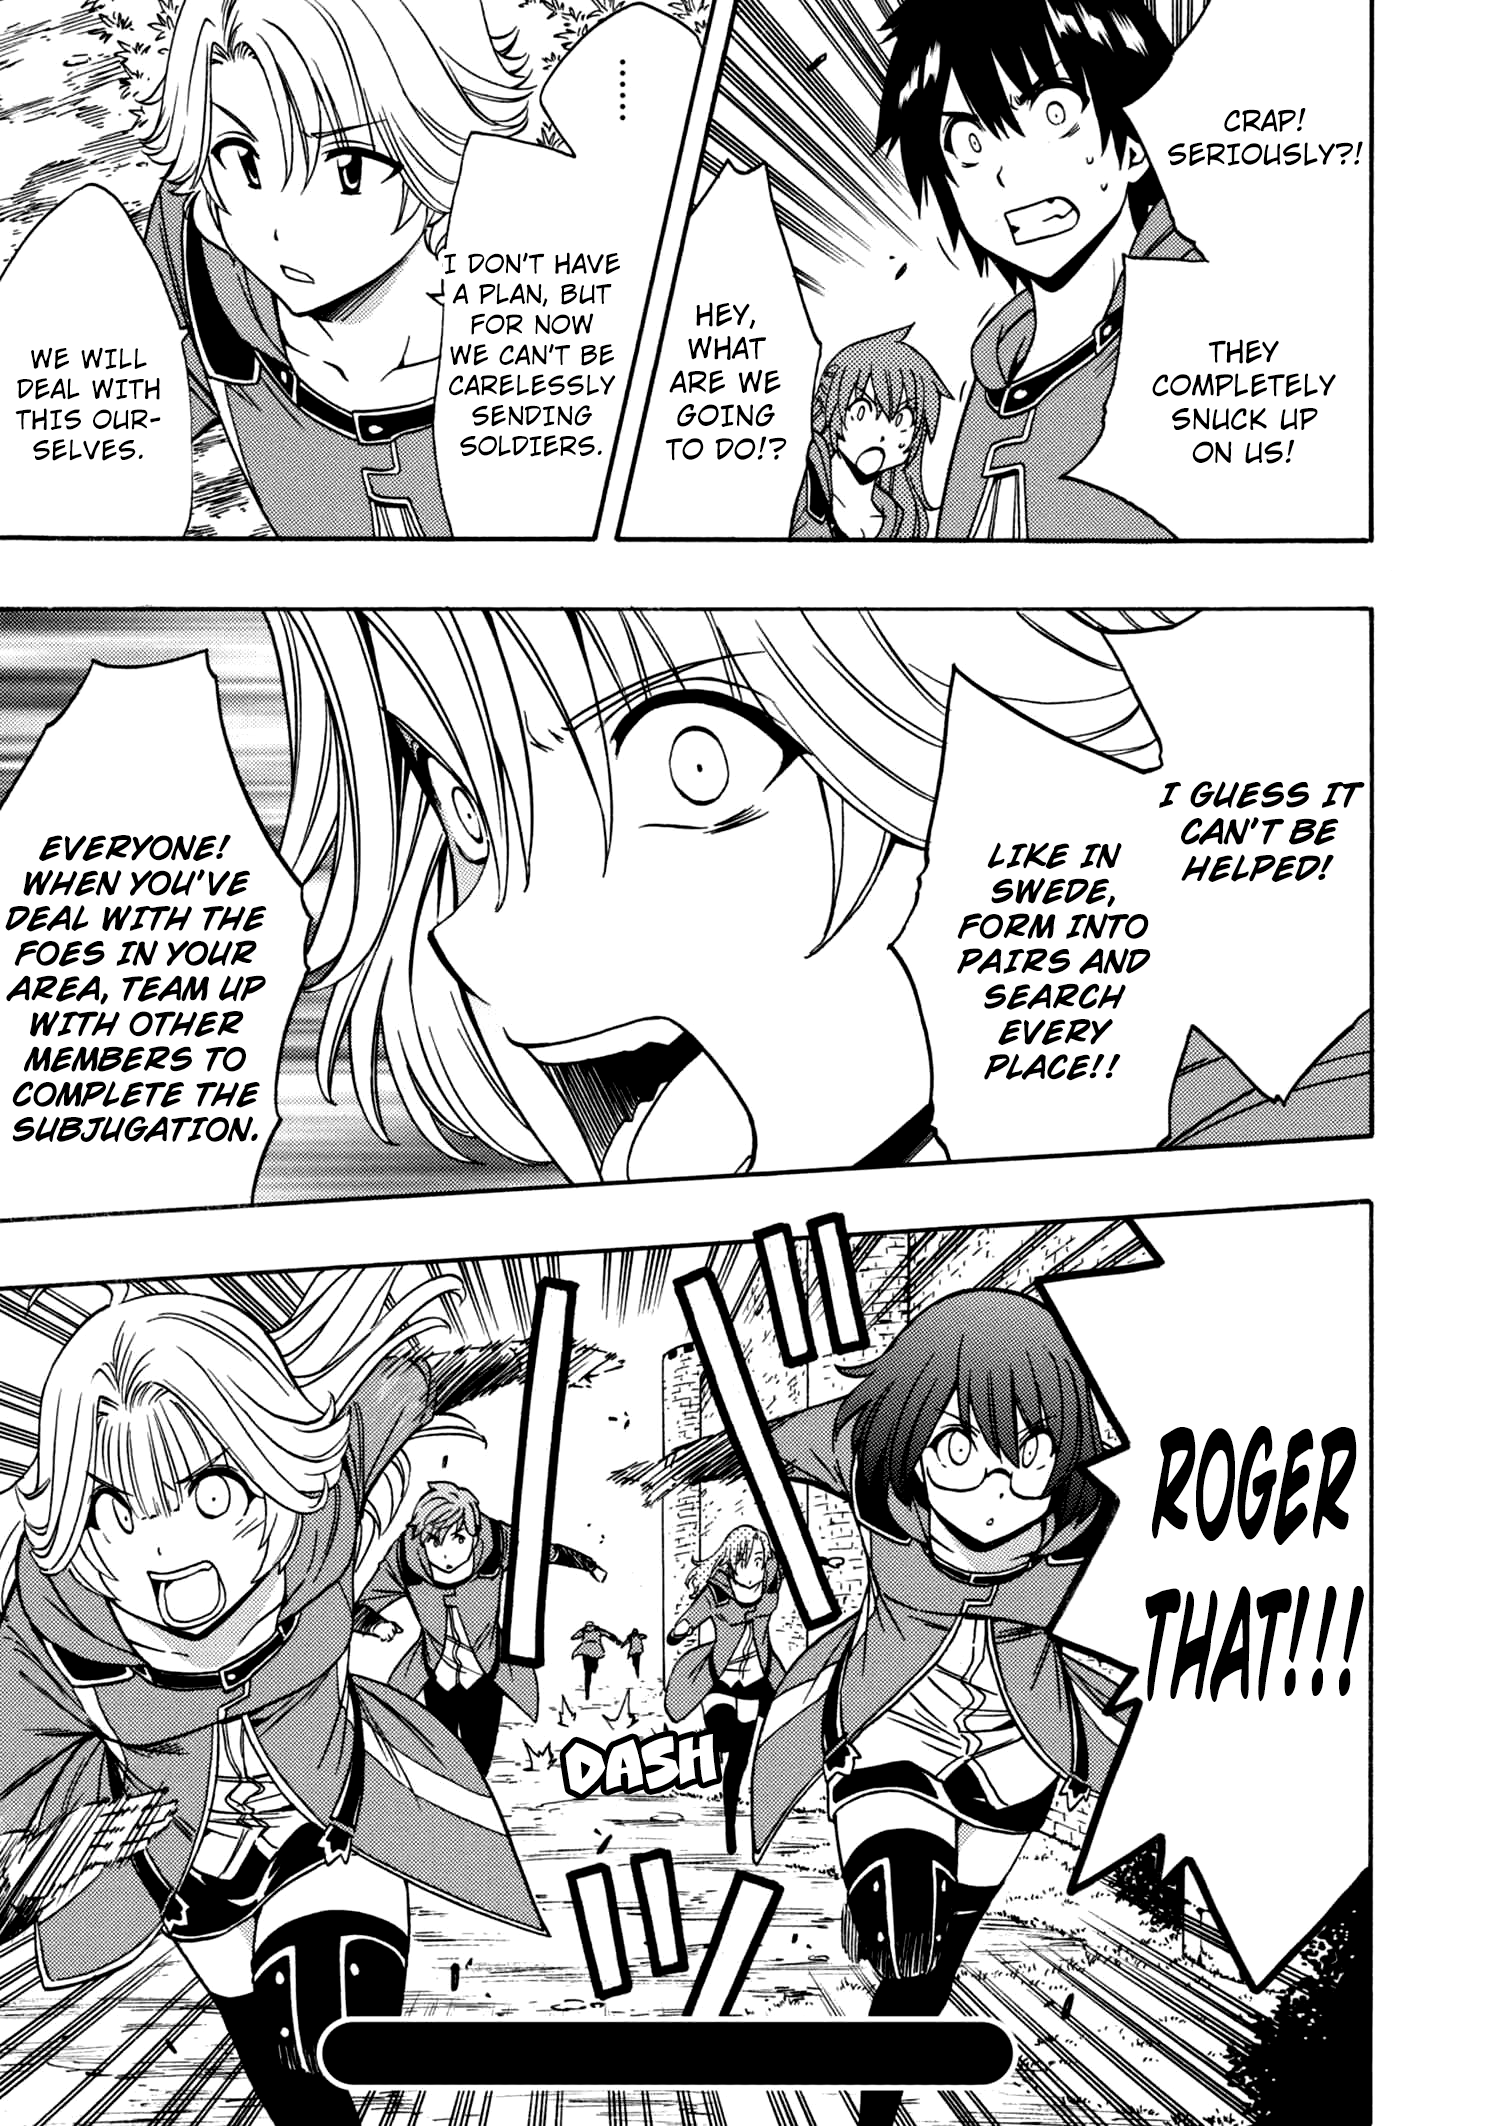 CRAP!
SERIOUSLY?!
THEY
COMPLETELY
SNUCK UP
ON US!
HEY,
WHAT
ARE WE
GOING
TO DO!?
......
I DON'T HAVE
A PLAN, BUT
FOR NOW
WE CAN'T BE
CARELESSLY
SENDING
SOLDIERS.
WE WILL
DEAL WITH
THIS OUR-
SELVES.
I GUESS IT
CAN'T BE
HELPED!
LIKE IN
SWEDE,
FORM INTO
PAIRS AND
SEARCH
EVERY
PLACE!!
EVERYONE!
WHEN YOU'VE
DEAL WITH THE
FOES IN YOUR
AREA, TEAM UP
WITH OTHER
MEMBERS TO
COMPLETE THE
SUBJUGATION.
ROGER
THAT!!!
DASH